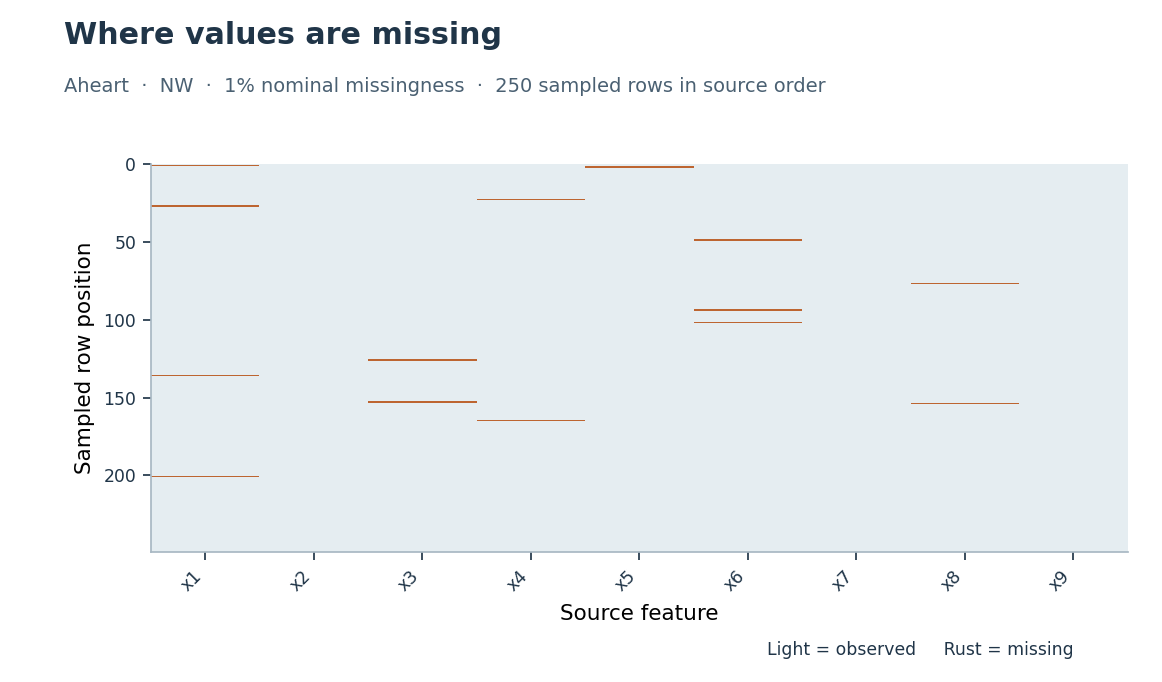 Where values are missing
Aheart · NW · 1% nominal missingness · 250 sampled rows in source order
Sampled row position
0
50
100
150
200
x1 x2 x3 x4 x5 x6 x7 x8 x9
Source feature
Light = observed Rust = missing